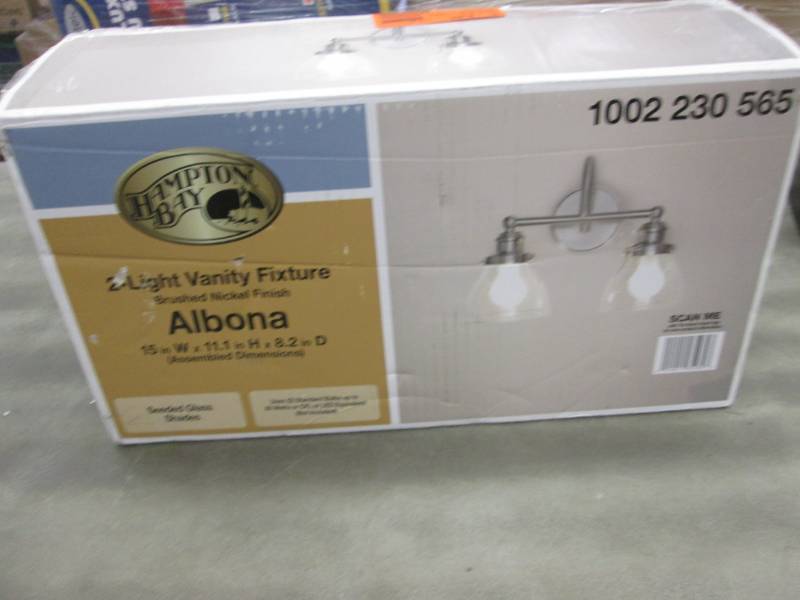 1002 230 565
HAMPTON
BAY
2-Light Vanity Fixture
Brushed Nickel Finish
Albona
15 in W x 11.1 in H x 8.2 in D
(Assembled Dimensions)
Seeded Glass
Shades
SCAN ME